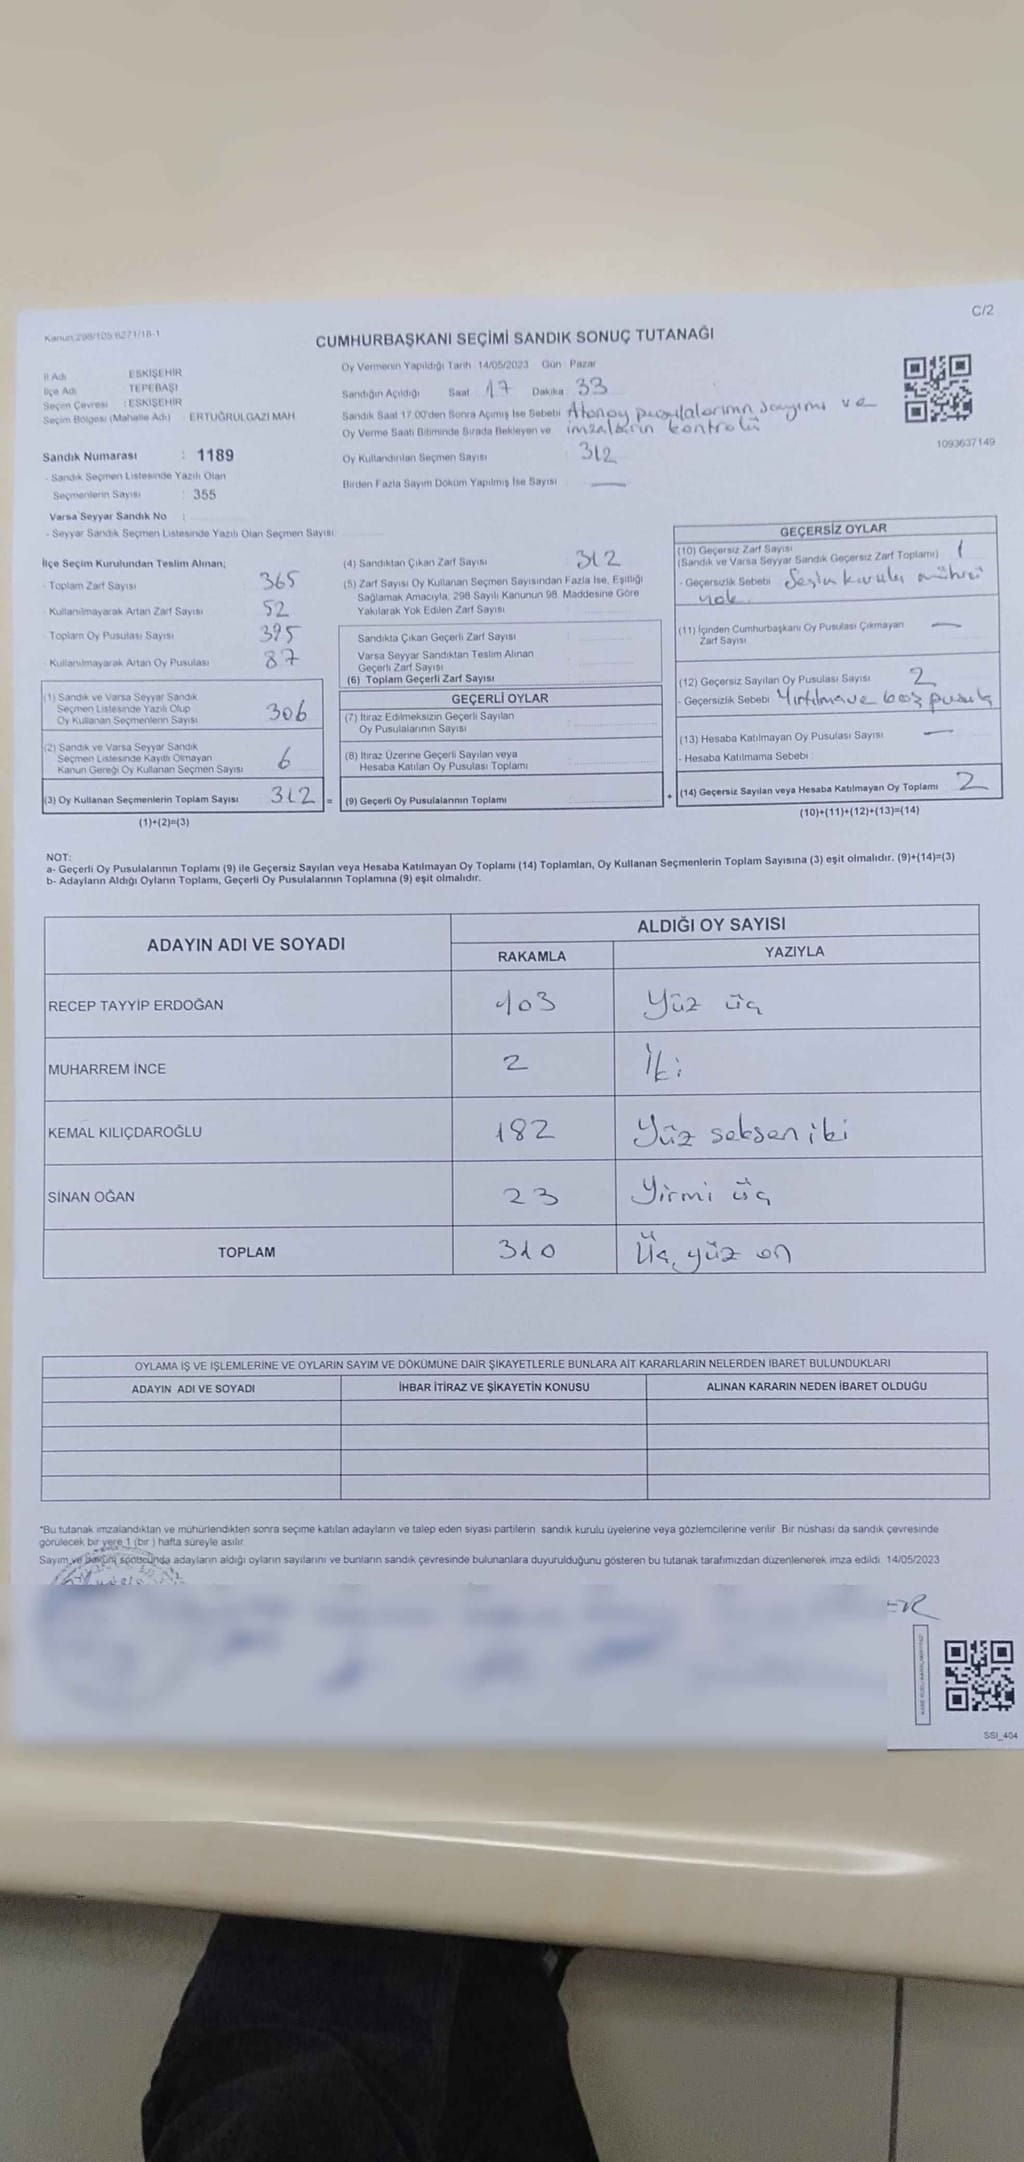 Kanun:298/105 6271/18-1
C/2
CUMHURBAŞKANI SEÇİMİ SANDIK SONUÇ TUTANAĞI
İl Adı : ESKİŞEHİR
İlçe Adı : TEPEBAŞI
Seçim Çevresi : ESKİŞEHİR
Seçim Bölgesi (Mahalle Adı) : ERTUĞRULGAZİ MAH
Sandık Numarası : 1189
- Sandık Seçmen Listesinde Yazılı Olan
Seçmenlerin Sayısı : 355
Varsa Seyyar Sandık No :
- Seyyar Sandık Seçmen Listesinde Yazılı Olan Seçmen Sayısı
Oy Vermenin Yapıldığı Tarih 14/05/2023 Gün Pazar
Sandığın Açıldığı Saat 17 Dakika 33
Sandık Saat 17.00'den Sonra Açımış İse Sebebi pusulalarının sayımı ve
Oy Verme Saati Bitiminde Sırada Bekleyen ve imzaların kontrolü
Oy Kullandırılan Seçmen Sayısı 312
Birden Fazla Sayım Döküm Yapılmış İse Sayısı —
1093637149
İlçe Seçim Kurulundan Teslim Alınan;
- Toplam Zarf Sayısı 365
- Kullanılmayarak Artan Zarf Sayısı 52
- Toplam Oy Pusulası Sayısı 395
- Kullanılmayarak Artan Oy Pusulası 87
(1) Sandık ve Varsa Seyyar Sandık
Seçmen Listesinde Yazılı Olup
Oy Kullanan Seçmenlerin Sayısı 306
(2) Sandık ve Varsa Seyyar Sandık
Seçmen Listesinde Kayıtlı Olmayan
Kanun Gereği Oy Kullanan Seçmen Sayısı 6
(3) Oy Kullanan Seçmenlerin Toplam Sayısı 312 =
(1)+(2)=(3)
(4) Sandıktan Çıkan Zarf Sayısı 312
(5) Zarf Sayısı Oy Kullanan Seçmen Sayısından Fazla İse, Eşitliği
Sağlamak Amacıyla, 298 Sayılı Kanunun 98. Maddesine Göre
Yakılarak Yok Edilen Zarf Sayısı :
Sandıkta Çıkan Geçerli Zarf Sayısı :
Varsa Seyyar Sandıktan Teslim Alınan
Geçerli Zarf Sayısı :
(6) Toplam Geçerli Zarf Sayısı :
GEÇERLİ OYLAR
(7) İtiraz Edilmeksizin Geçerli Sayılan
Oy Pusulalarının Sayısı :
(8) İtiraz Üzerine Geçerli Sayılan veya
Hesaba Katılan Oy Pusulası Toplamı :
(9) Geçerli Oy Pusulalarının Toplamı : +
GEÇERSİZ OYLAR
(10) Geçersiz Zarf Sayısı
(Sandık ve Varsa Seyyar Sandık Geçersiz Zarf Toplamı) 1
- Geçersizlik Sebebi kurulu mührü
yok
(11) İçinden Cumhurbaşkanı Oy Pusulası Çıkmayan —
Zarf Sayısı
(12) Geçersiz Sayılan Oy Pusulası Sayısı 2
- Geçersizlik Sebebi Yırtılma ve boş pusula
(13) Hesaba Katılmayan Oy Pusulası Sayısı —
- Hesaba Katılmama Sebebi :
(14) Geçersiz Sayılan veya Hesaba Katılmayan Oy Toplamı 2
(10)+(11)+(12)+(13)=(14)
NOT:
a- Geçerli Oy Pusulalarının Toplamı (9) ile Geçersiz Sayılan veya Hesaba Katılmayan Oy Toplamı (14) Toplamları, Oy Kullanan Seçmenlerin Toplam Sayısına (3) eşit olmalıdır. (9)+(14)=(3)
b- Adayların Aldığı Oyların Toplamı, Geçerli Oy Pusulalarının Toplamına (9) eşit olmalıdır.
ADAYIN ADI VE SOYADI
ALDIĞI OY SAYISI
RAKAMLA YAZIYLA
RECEP TAYYİP ERDOĞAN 103 Yüz üç
MUHARREM İNCE 2 İki
KEMAL KILIÇDAROĞLU 182 Yüz seksen iki
SİNAN OĞAN 23 Yirmi üç
TOPLAM 310 Üç yüz on
OYLAMA İŞ VE İŞLEMLERİNE VE OYLARIN SAYIM VE DÖKÜMÜNE DAİR ŞİKAYETLERLE BUNLARA AİT KARARLARIN NELERDEN İBARET BULUNDUKLARI
ADAYIN ADI VE SOYADI İHBAR İTİRAZ VE ŞİKAYETİN KONUSU ALINAN KARARIN NEDEN İBARET OLDUĞU
*Bu tutanak imzalandıktan ve mühürlendikten sonra seçime katılan adayların ve talep eden siyasi partilerin sandık kurulu üyelerine veya gözlemcilerine verilir. Bir nüshası da sandık çevresinde
görülecek bir yere 1 (bir) hafta süreyle asılır.
Sayım ve döküm sonucunda adayların aldığı oyların sayılarını ve bunların sandık çevresinde bulunanlara duyurulduğunu gösteren bu tutanak tarafımızdan düzenlenerek imza edildi. 14/05/2023
SSI_404